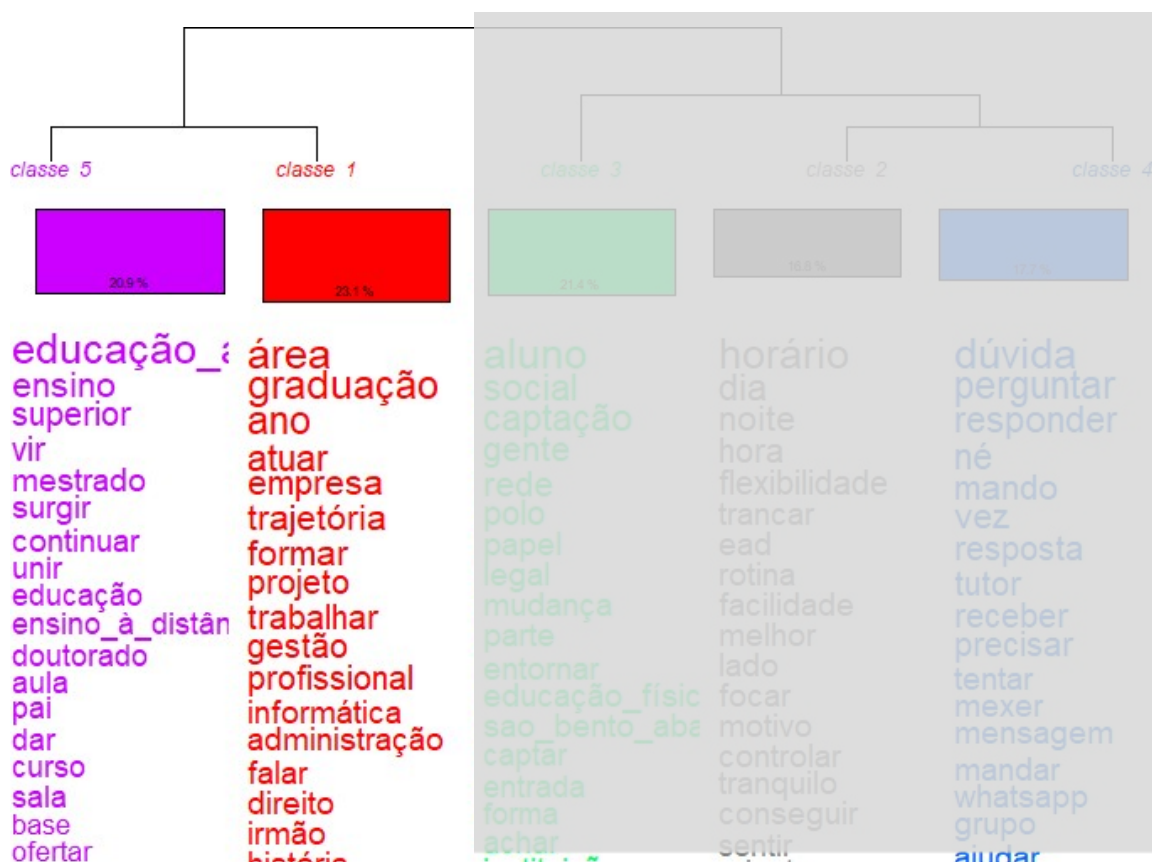 classe 5
classe 1
classe 3
classe 2
classe 4
20.9 %
23.1 %
21.4 %
educação_a
ensino
superior
vir
mestrado
surgir
continuar
unir
educação
ensino_à_distân
doutorado
aula
pai
dar
curso
sala
base
ofertar
área
graduação
ano
atuar
empresa
trajetória
formar
projeto
trabalhar
gestão
profissional
informática
administração
falar
direito
irmão
história
aluno
social
captação
gente
rede
polo
papel
legal
mudança
parte
entornar
educação_físic
sao_bento_aba
captar
entrada
forma
achar
horário
dia
noite
hora
flexibilidade
trancar
ead
rotina
facilidade
melhor
lado
focar
motivo
controlar
tranquilo
conseguir
sentir
dúvida
perguntar
responder
né
mando
vez
resposta
tutor
receber
precisar
tentar
mexer
mensagem
mandar
whatsapp
grupo
ajudar